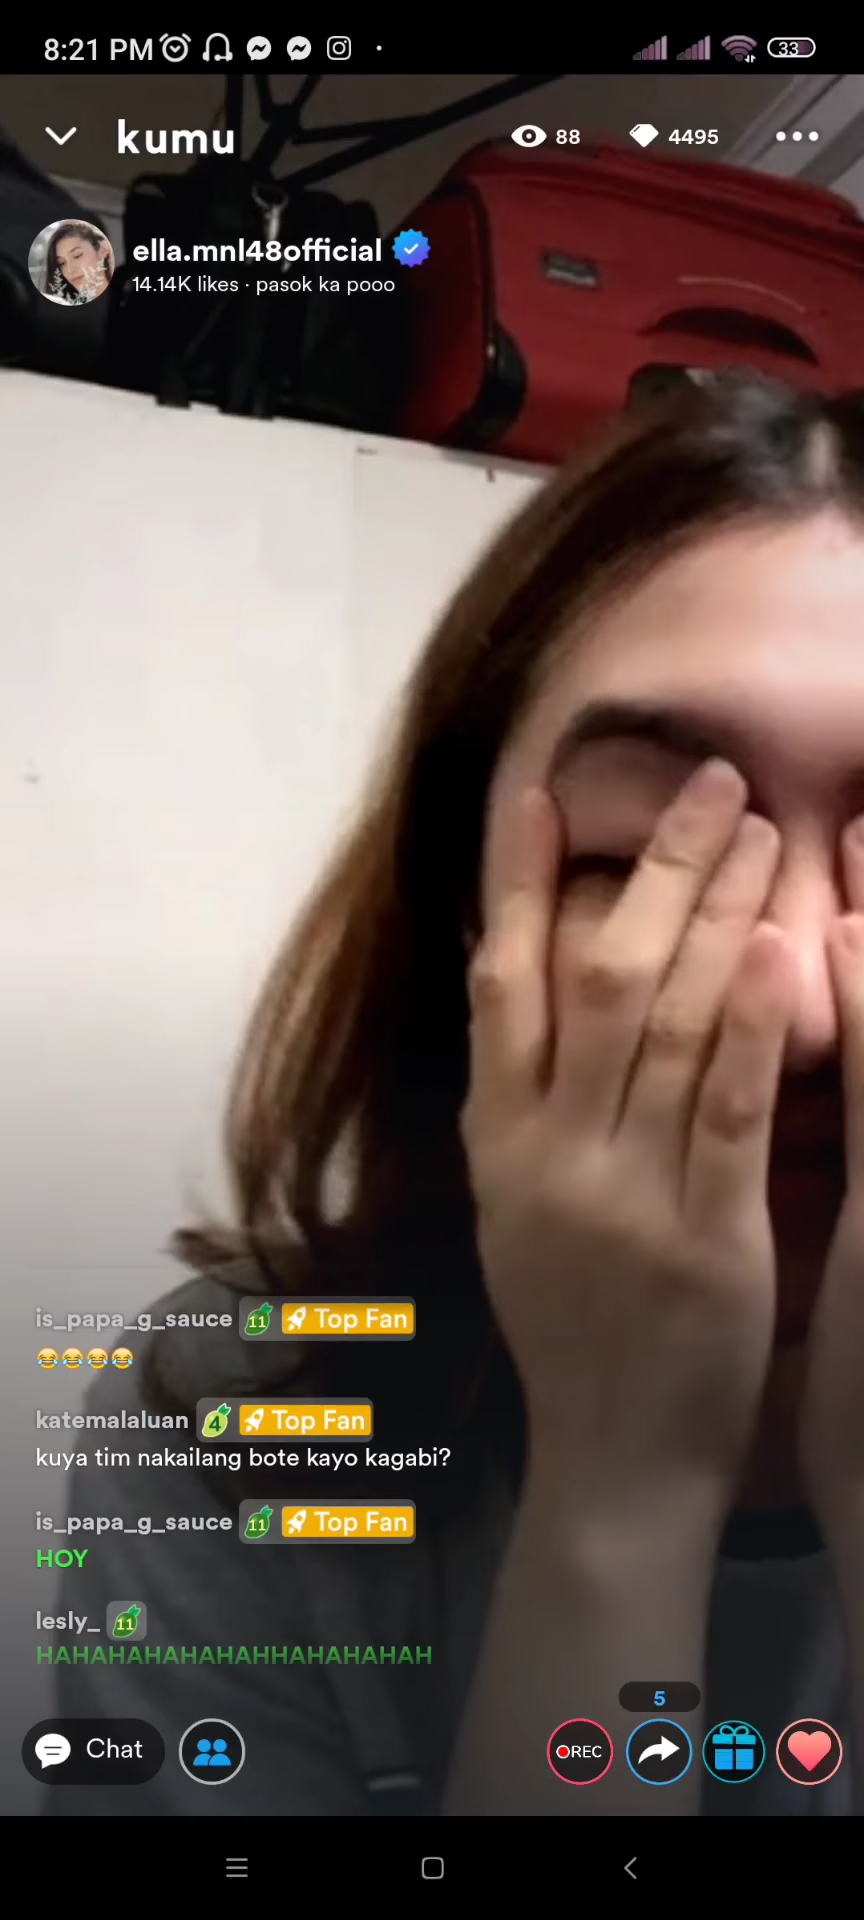 8:21 PM
33
kumu
88
4495
ella.mnl48official
14.14K likes · pasok ka pooo
is_papa_g_sauce 11 Top Fan
😂😂😂😂
katemalaluan 4 Top Fan
kuya tim nakailang bote kayo kagabi?
is_papa_g_sauce 11 Top Fan
HOY
lesly_ 11
HAHAHAHAHAHAHHAHAHAHAH
5
Chat
REC